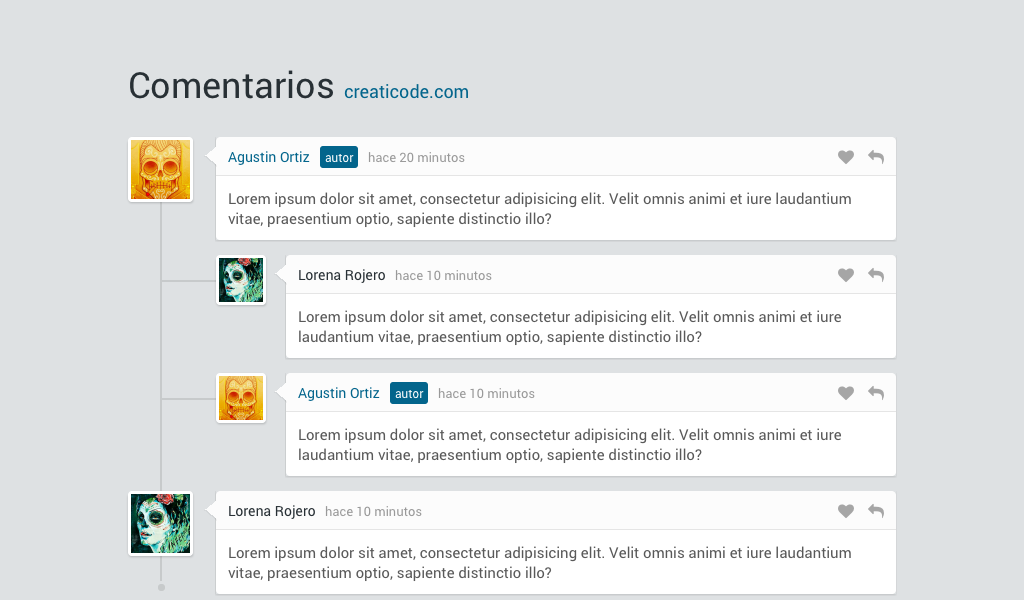 Comentarios creaticode.com
Agustin Ortiz autor hace 20 minutos
Lorem ipsum dolor sit amet, consectetur adipisicing elit. Velit omnis animi et iure laudantium
vitae, praesentium optio, sapiente distinctio illo?
Lorena Rojero hace 10 minutos
Lorem ipsum dolor sit amet, consectetur adipisicing elit. Velit omnis animi et iure
laudantium vitae, praesentium optio, sapiente distinctio illo?
Agustin Ortiz autor hace 10 minutos
Lorem ipsum dolor sit amet, consectetur adipisicing elit. Velit omnis animi et iure
laudantium vitae, praesentium optio, sapiente distinctio illo?
Lorena Rojero hace 10 minutos
Lorem ipsum dolor sit amet, consectetur adipisicing elit. Velit omnis animi et iure laudantium
vitae, praesentium optio, sapiente distinctio illo?